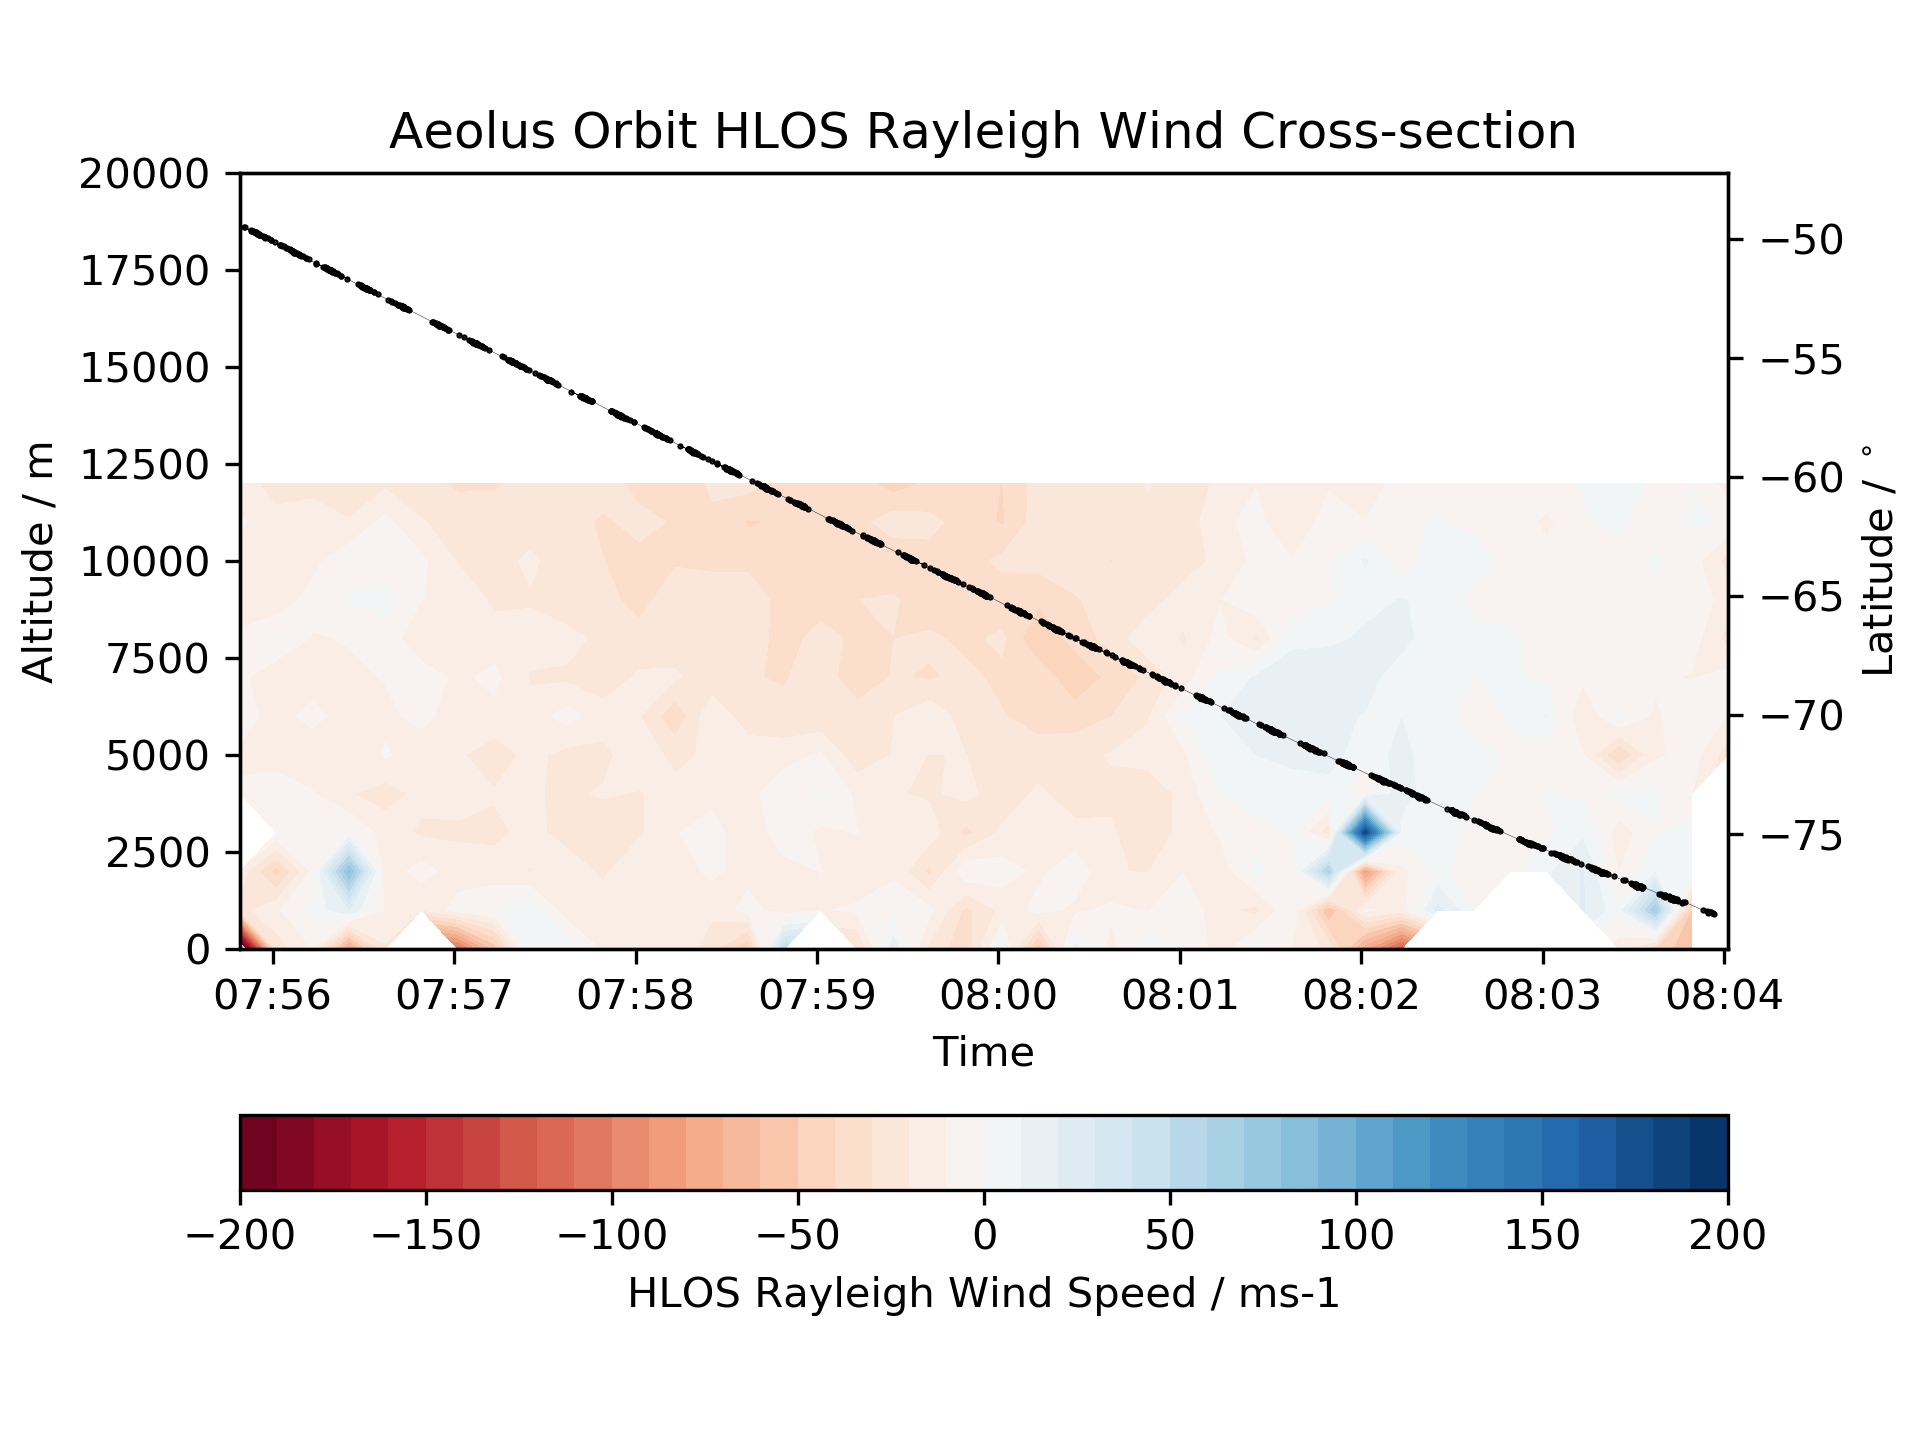 Aeolus Orbit HLOS Rayleigh Wind Cross-section
20000
17500
15000
12500
10000
7500
5000
2500
0
Altitude / m
−50
−55
−60
−65
−70
−75
Latitude / °
07:56 07:57 07:58 07:59 08:00 08:01 08:02 08:03 08:04
Time
−200 −150 −100 −50 0 50 100 150 200
HLOS Rayleigh Wind Speed / ms-1